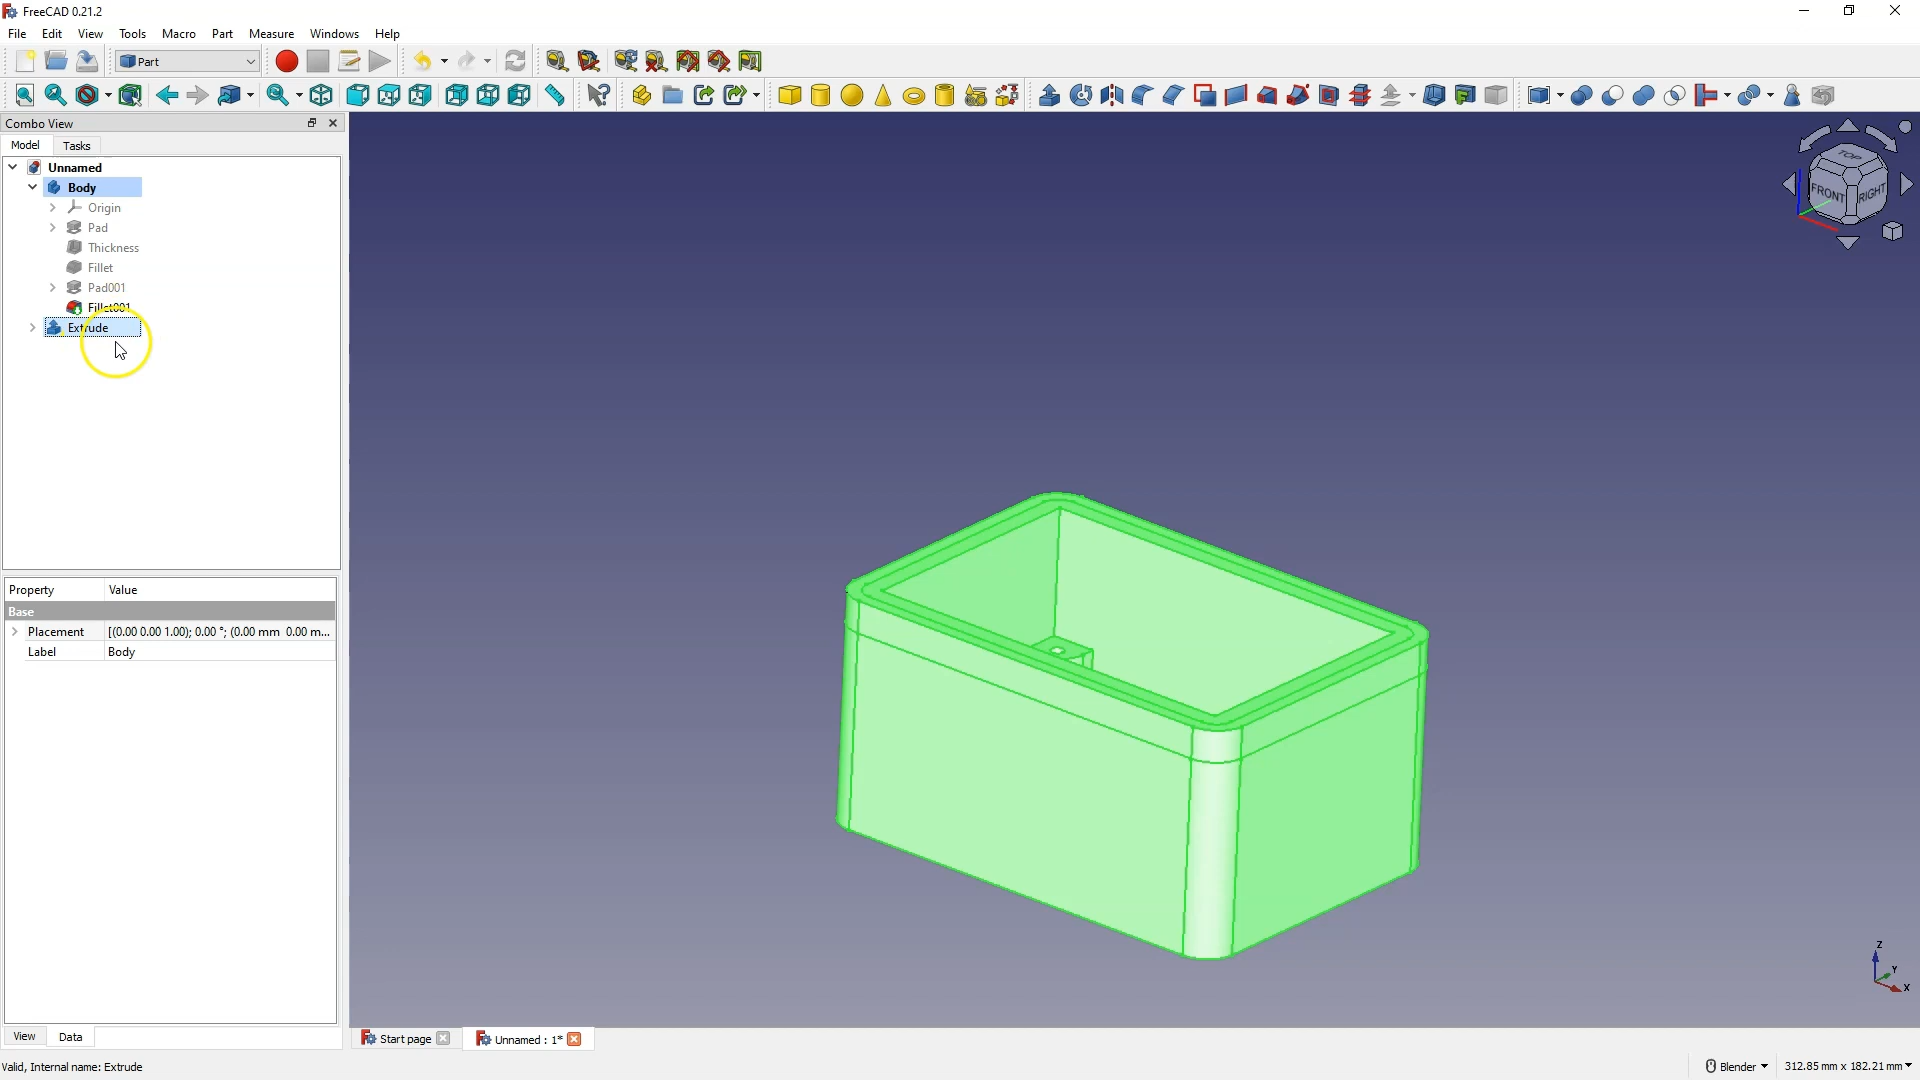 FreeCAD 0.21.2
File Edit View Tools Macro Part Measure Windows Help
Part
Combo View
Model Tasks
Unnamed
Body
Origin
Pad
Thickness
Fillet
Pad001
Fillet001
Extrude
Property Value
Base
Placement [(0.00 0.00 1.00); 0.00 °; (0.00 mm 0.00 m...
Label Body
View Data
TOP
FRONT RIGHT
Z
Y
X
Start page Unnamed : 1*
Valid, Internal name: Extrude
Blender 312.85 mm x 182.21 mm